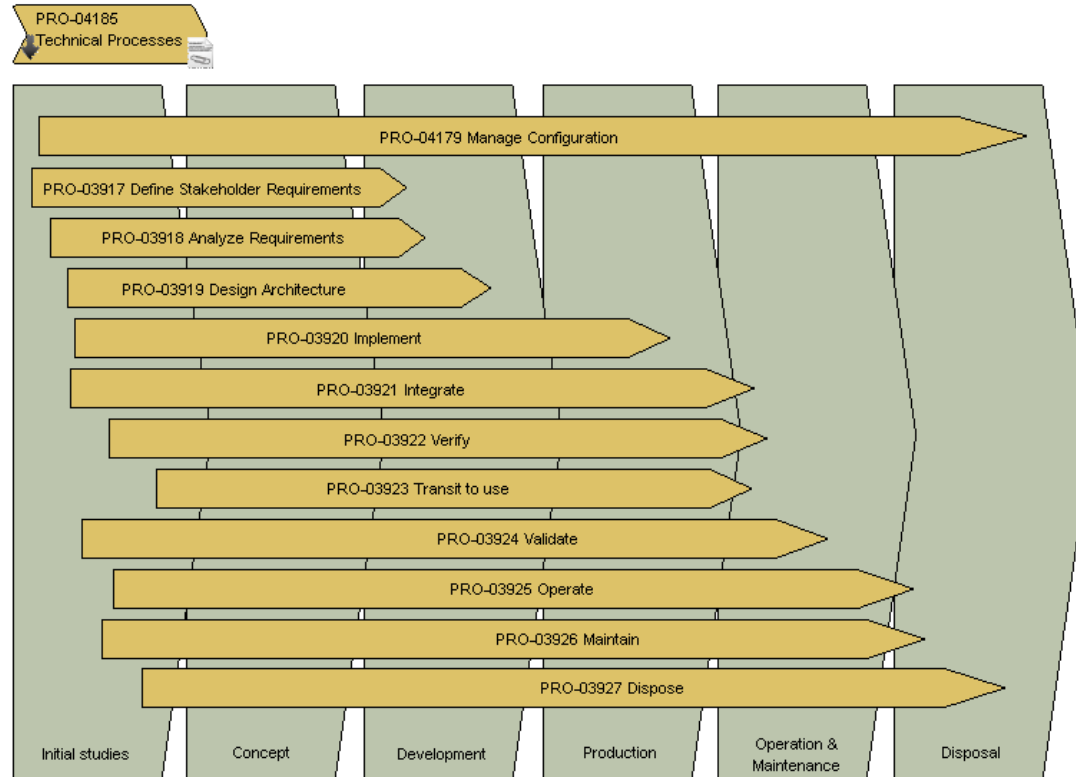 PRO-04185
Technical Processes
PRO-04179 Manage Configuration
PRO-03917 Define Stakeholder Requirements
PRO-03918 Analyze Requirements
PRO-03919 Design Architecture
PRO-03920 Implement
PRO-03921 Integrate
PRO-03922 Verify
PRO-03923 Transit to use
PRO-03924 Validate
PRO-03925 Operate
PRO-03926 Maintain
PRO-03927 Dispose
Initial studies
Concept
Development
Production
Operation &
Maintenance
Disposal